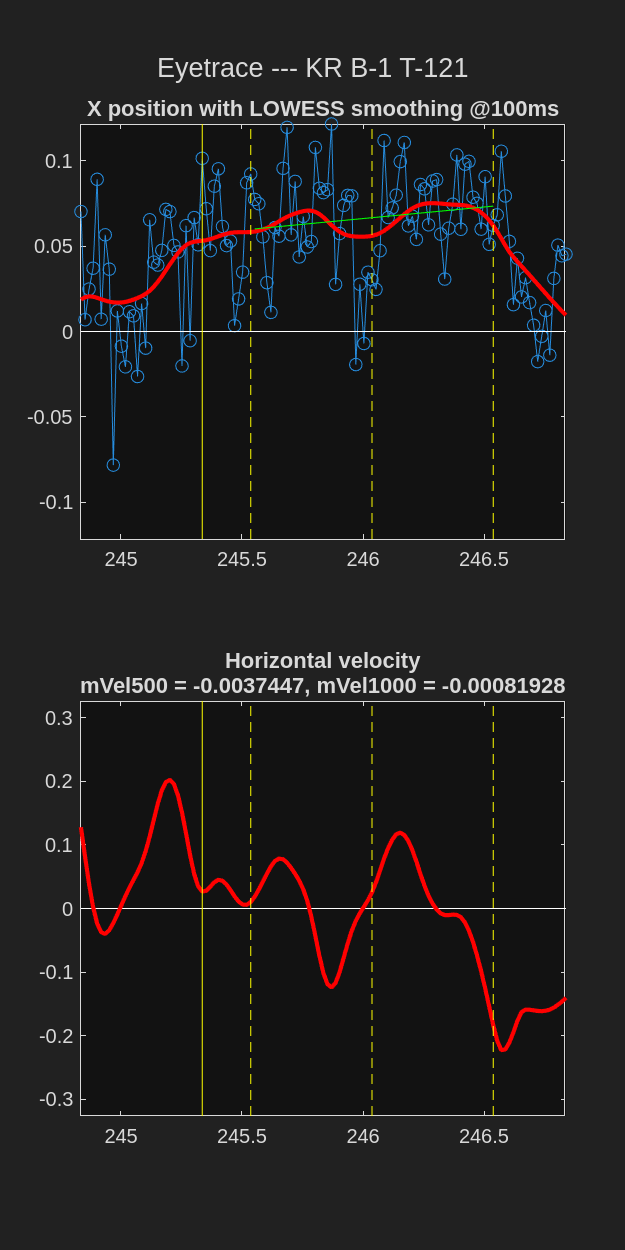 Eyetrace --- KR B-1 T-121
X position with LOWESS smoothing @100ms
0.1
0.05
0
-0.05
-0.1
245 245.5 246 246.5
Horizontal velocity
mVel500 = -0.0037447, mVel1000 = -0.00081928
0.3
0.2
0.1
0
-0.1
-0.2
-0.3
245 245.5 246 246.5